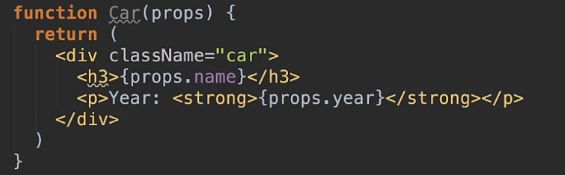 function Car(props) {
  return (
    <div className="car">
      <h3>{props.name}</h3>
      <p>Year: <strong>{props.year}</strong></p>
    </div>
  )
}